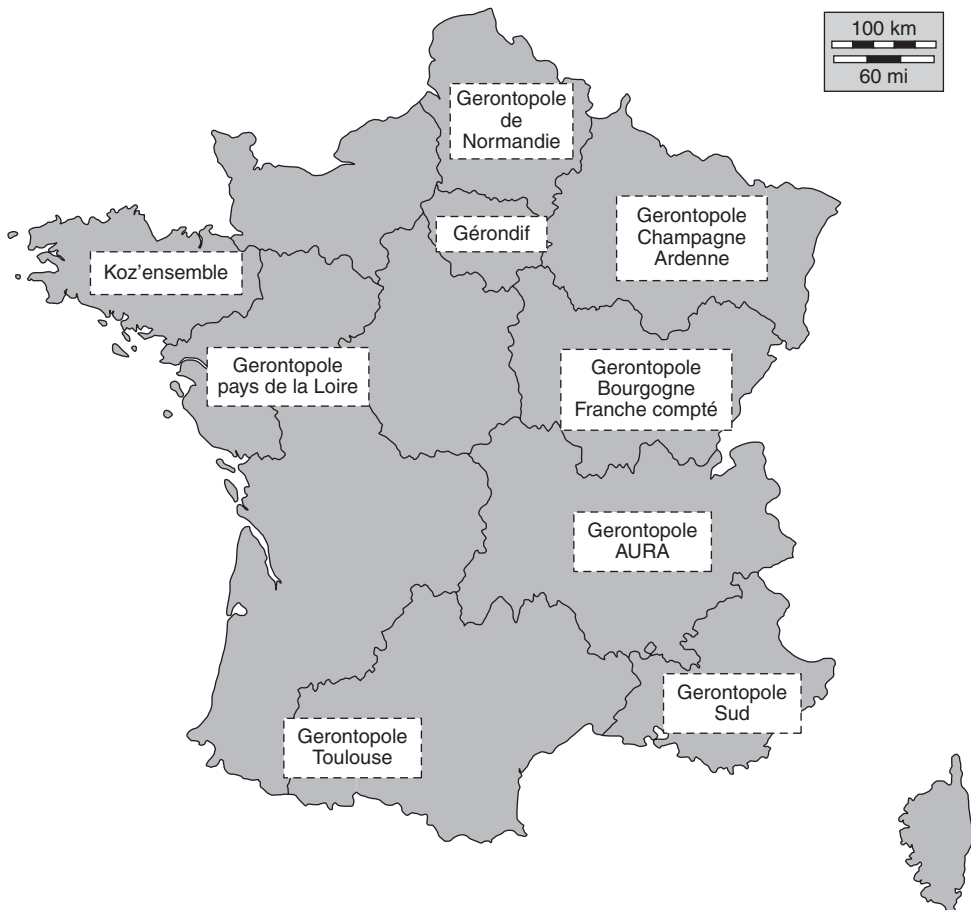 100 km
60 mi
Gerontopole
de
Normandie
Gérondif
Gerontopole
Champagne
Ardenne
Koz’ensemble
Gerontopole
pays de la Loire
Gerontopole
Bourgogne
Franche compté
Gerontopole
AURA
Gerontopole
Sud
Gerontopole
Toulouse